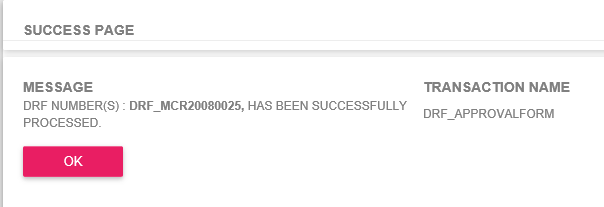 SUCCESS PAGE
MESSAGE
DRF NUMBER(S) : DRF_MCR20080025, HAS BEEN SUCCESSFULLY
PROCESSED.
OK
TRANSACTION NAME
DRF_APPROVALFORM